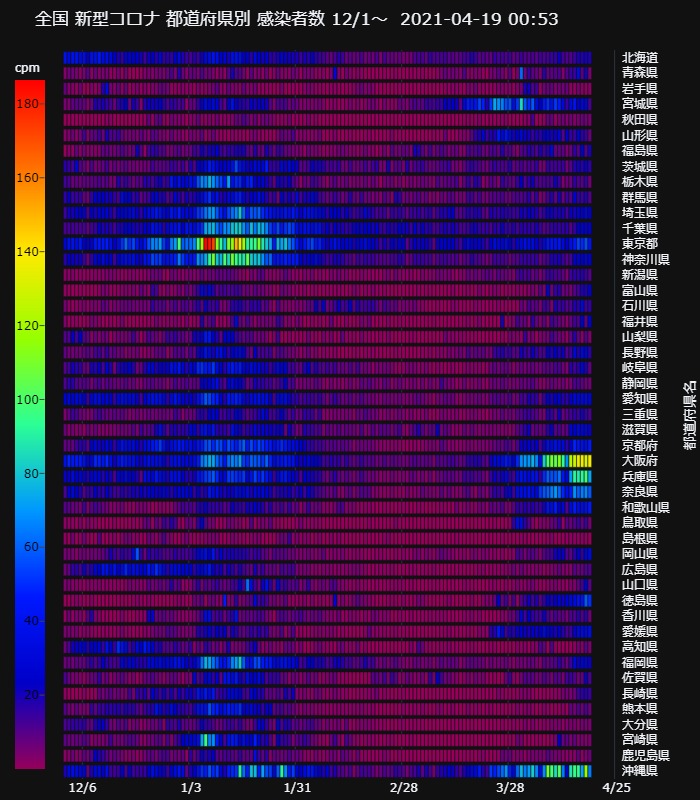 全国 新型コロナ 都道府県別 感染者数 12/1～ 2021-04-19 00:53
cpm
180
160
140
120
100
80
60
40
20
北海道
青森県
岩手県
宮城県
秋田県
山形県
福島県
茨城県
栃木県
群馬県
埼玉県
千葉県
東京都
神奈川県
新潟県
富山県
石川県
福井県
山梨県
長野県
岐阜県
静岡県
愛知県
三重県
滋賀県
京都府
大阪府
兵庫県
奈良県
和歌山県
鳥取県
島根県
岡山県
広島県
山口県
徳島県
香川県
愛媛県
高知県
福岡県
佐賀県
長崎県
熊本県
大分県
宮崎県
鹿児島県
沖縄県
都道府県名
12/6 1/3 1/31 2/28 3/28 4/25